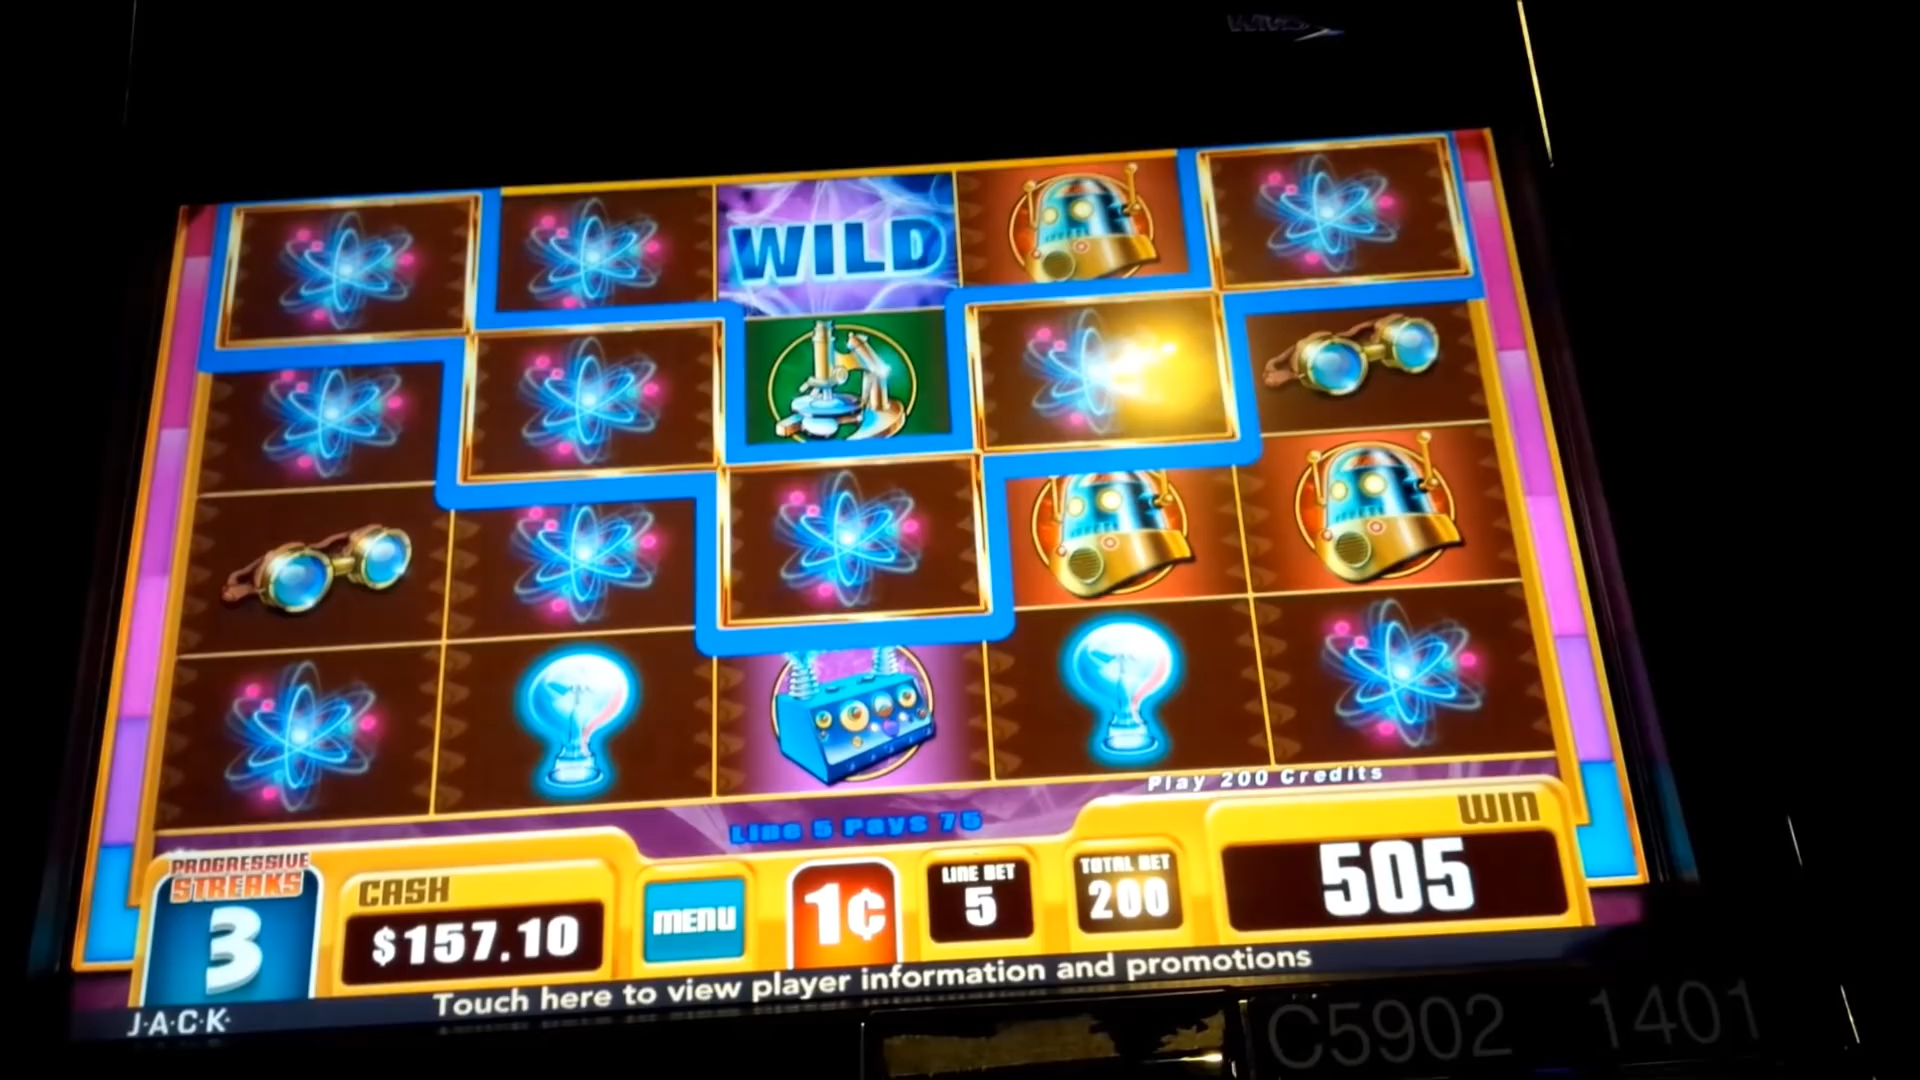 WMS
WILD
Play 200 Credits
Line 5 Pays 75
WIN
505
PROGRESSIVE
STREAKS
3
CASH
$157.10
MENU
1¢
LINE BET
5
TOTAL BET
200
Touch here to view player information and promotions
J·A·C·K·
C5902 1401